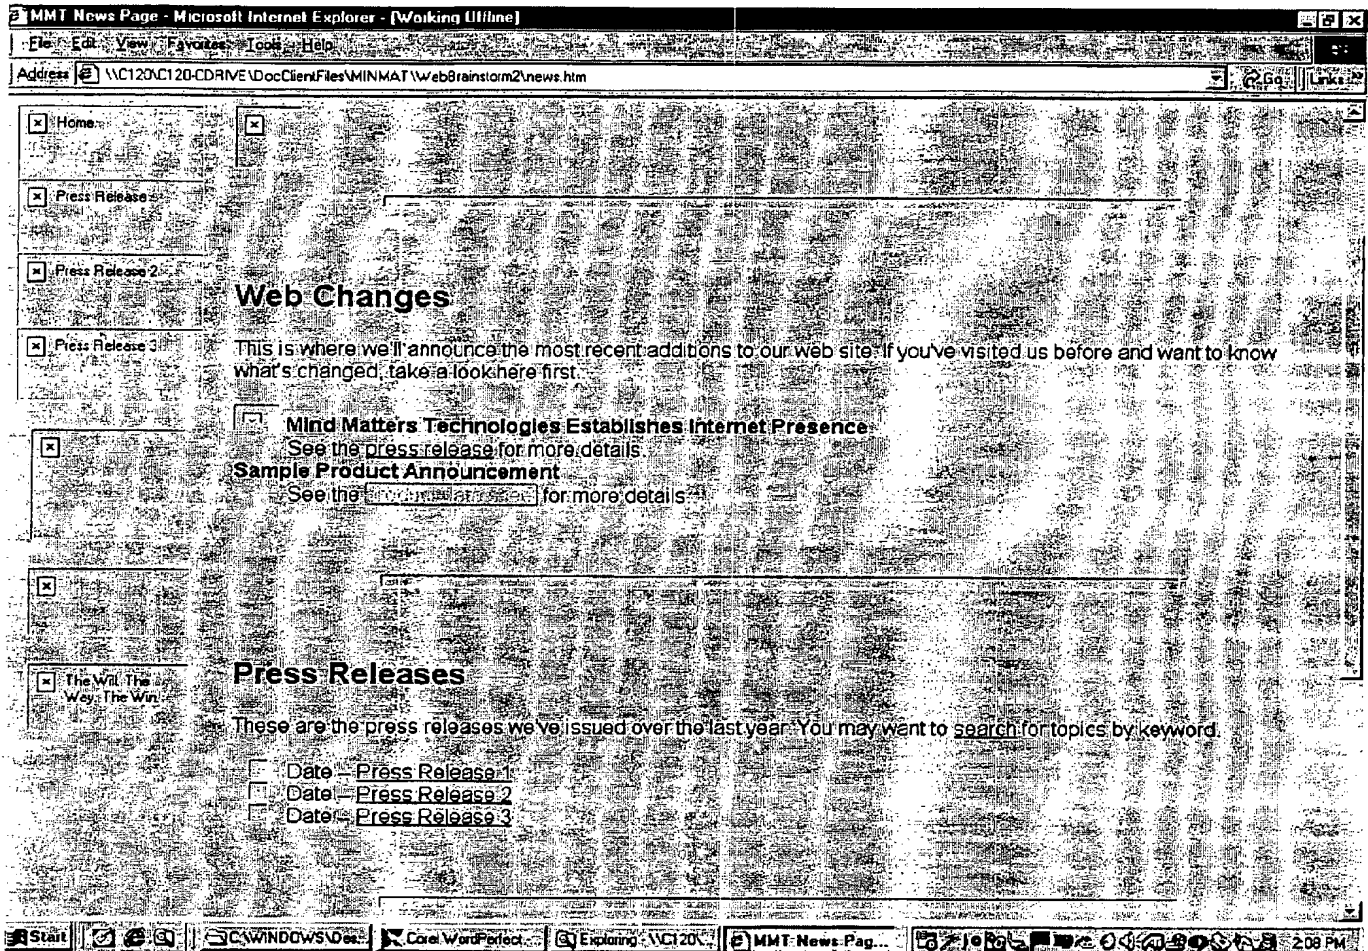 MMT News Page - Microsoft Internet Explorer - [Working Offline]
File Edit View Favorites Tools Help
Address \\C120\C120-CDRIVE\DocClientFiles\MINMAT\WebBrainstorm2\news.htm Go Links
Home
Press Release
Press Release 2
Press Release 3
Web Changes
This is where we'll announce the most recent additions to our web site. If you've visited us before and want to know
what's changed, take a look here first.
Mind Matters Technologies Establishes Internet Presence
See the press release for more details.
Sample Product Announcement
See the for more details
The Will. The
Way. The Win.
Press Releases
These are the press releases we've issued over the last year. You may want to search for topics by keyword.
Date -- Press Release 1
Date -- Press Release 2
Date -- Press Release 3
Start C:\WINDOWS\Des... Corel WordPerfect -... Exploring - \\C120\... MMT News Pag... 2:08 PM